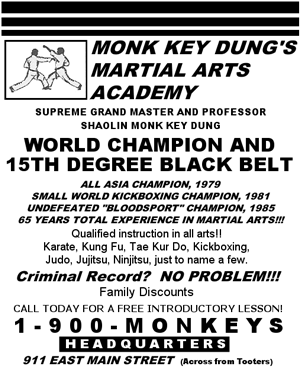 MONK KEY DUNG'S
MARTIAL ARTS
ACADEMY
SUPREME GRAND MASTER AND PROFESSOR
SHAOLIN MONK KEY DUNG
WORLD CHAMPION AND
15TH DEGREE BLACK BELT
ALL ASIA CHAMPION, 1979
SMALL WORLD KICKBOXING CHAMPION, 1981
UNDEFEATED "BLOODSPORT" CHAMPION, 1985
65 YEARS TOTAL EXPERIENCE IN MARTIAL ARTS!!!
Qualified instruction in all arts!!
Karate, Kung Fu, Tae Kur Do, Kickboxing,
Judo, Jujitsu, Ninjitsu, just to name a few.
Criminal Record? NO PROBLEM!!!
Family Discounts
CALL TODAY FOR A FREE INTRODUCTORY LESSON!
1-900-MONKEYS
HEADQUARTERS
911 EAST MAIN STREET (Across from Tooters)